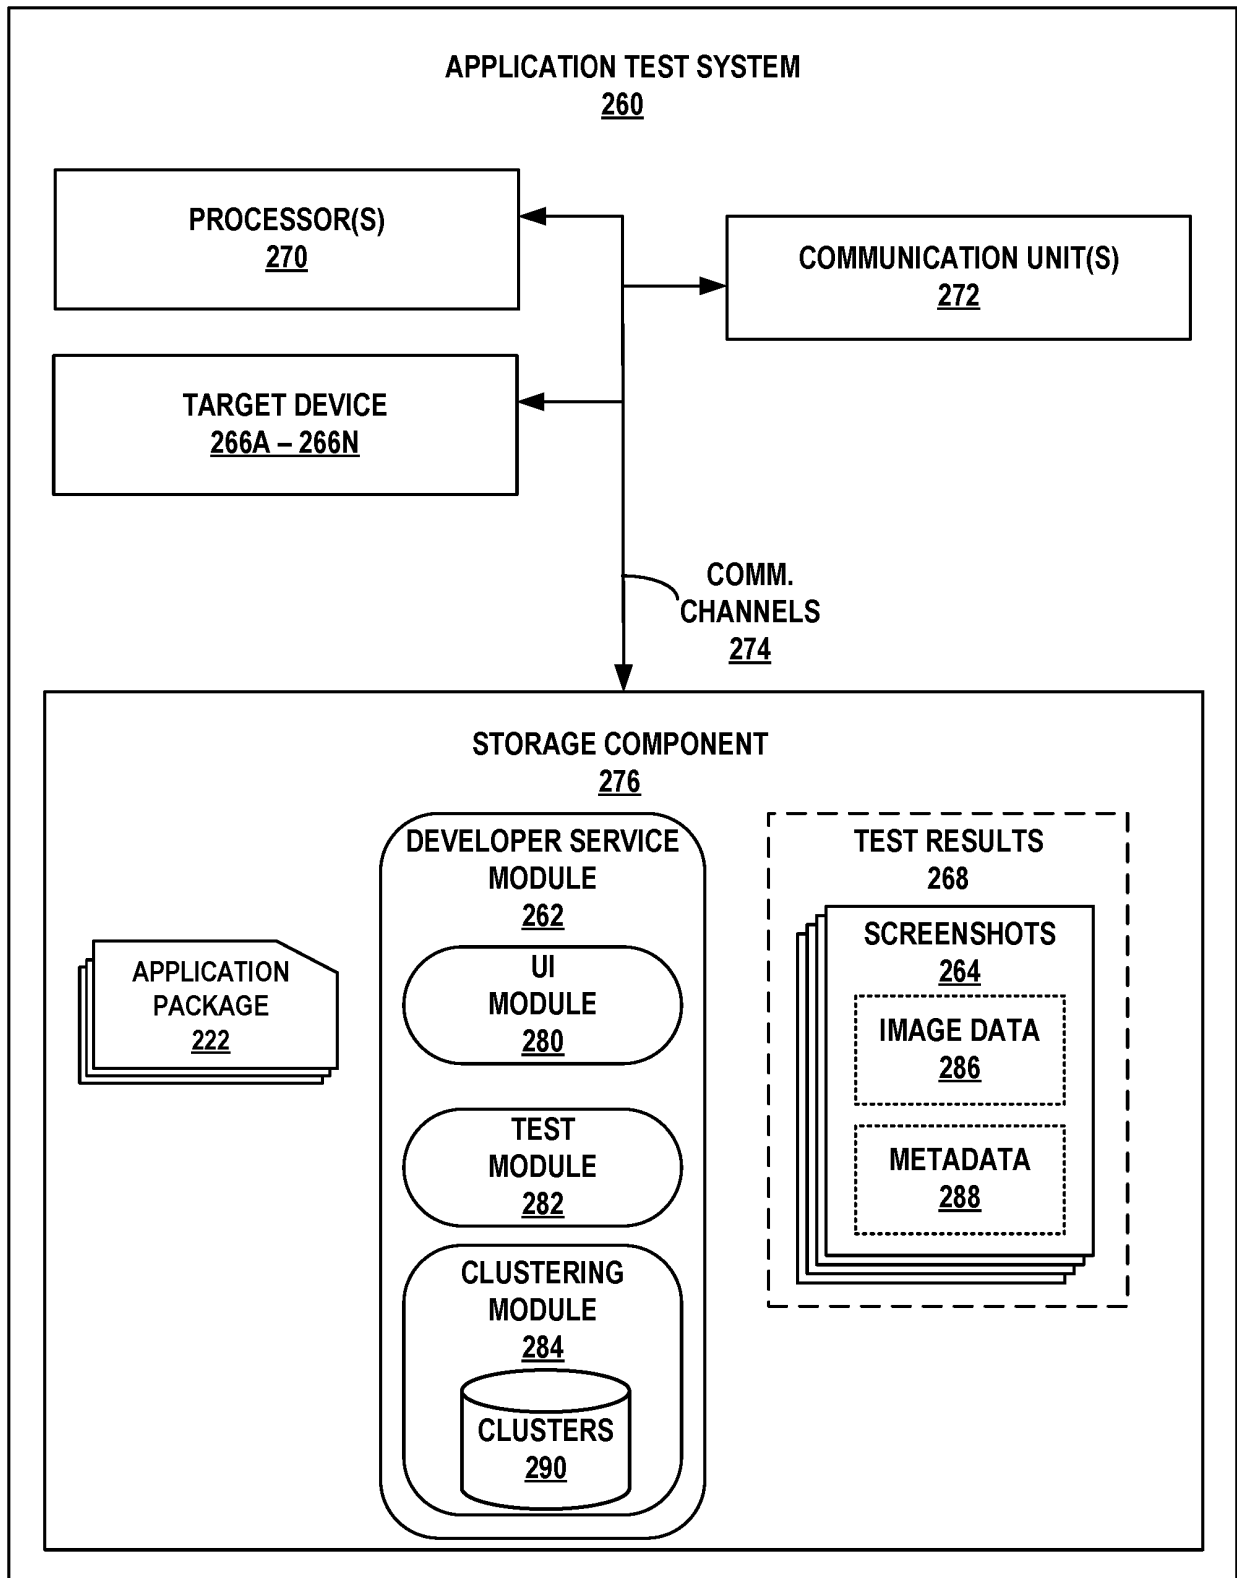 APPLICATION TEST SYSTEM
260
PROCESSOR(S)
270
COMMUNICATION UNIT(S)
272
TARGET DEVICE
266A – 266N
COMM.
CHANNELS
274
STORAGE COMPONENT
276
DEVELOPER SERVICE
MODULE
262
UI
MODULE
280
TEST
MODULE
282
CLUSTERING
MODULE
284
CLUSTERS
290
APPLICATION
PACKAGE
222
TEST RESULTS
268
SCREENSHOTS
264
IMAGE DATA
286
METADATA
288